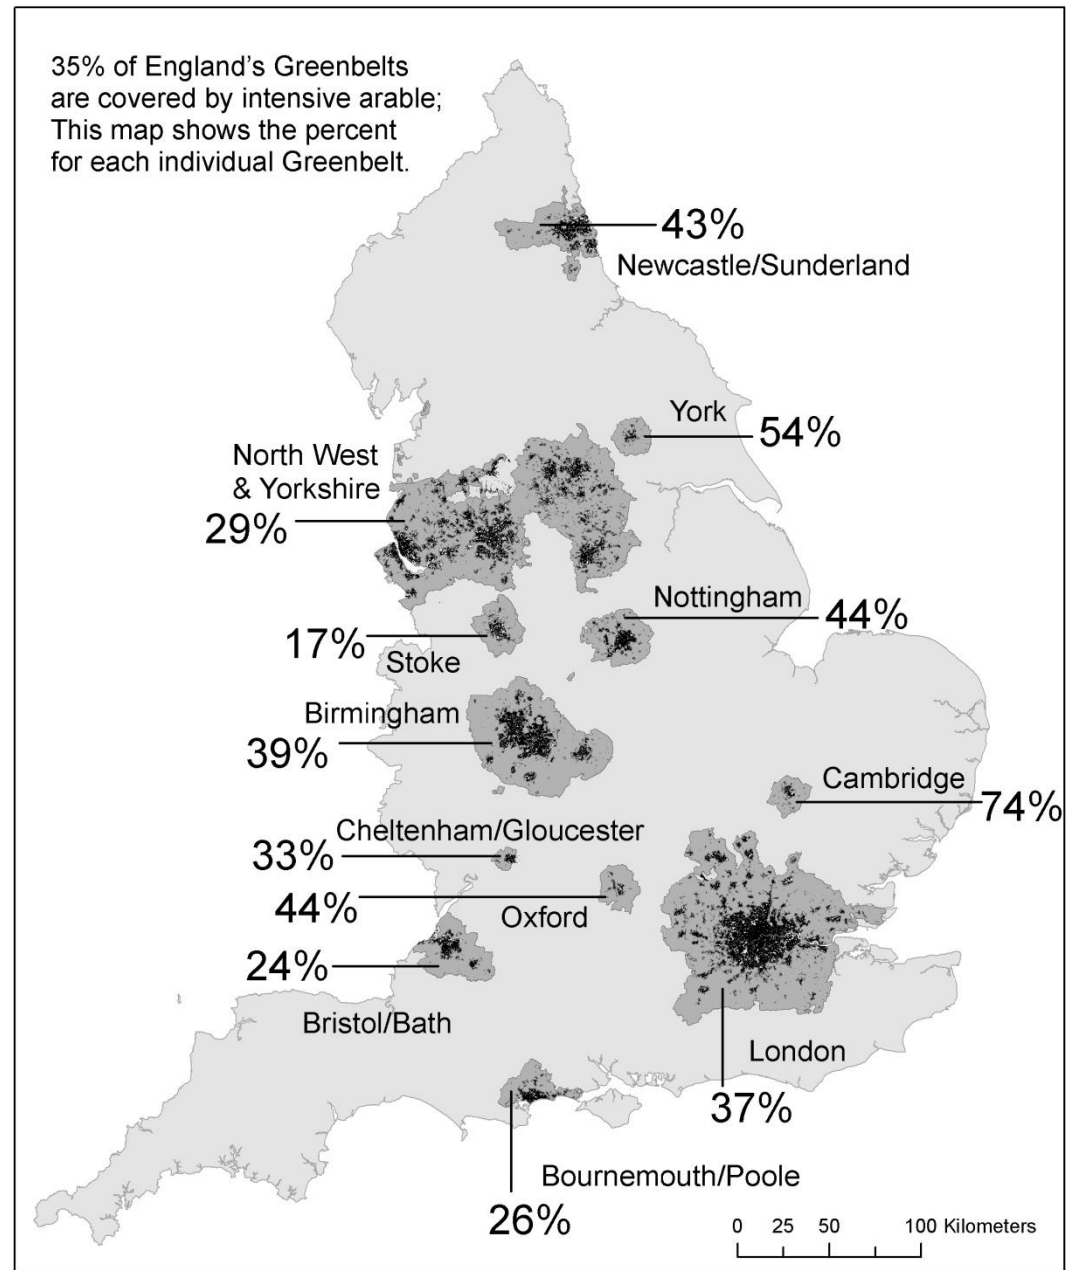 35% of England's Greenbelts
are covered by intensive arable;
This map shows the percent
for each individual Greenbelt.
43%
Newcastle/Sunderland
York
54%
North West
& Yorkshire
29%
Nottingham
44%
17%
Stoke
Birmingham
39%
Cambridge
74%
Cheltenham/Gloucester
33%
44%
Oxford
24%
Bristol/Bath
London
37%
Bournemouth/Poole
26%
0 25 50 100 Kilometers